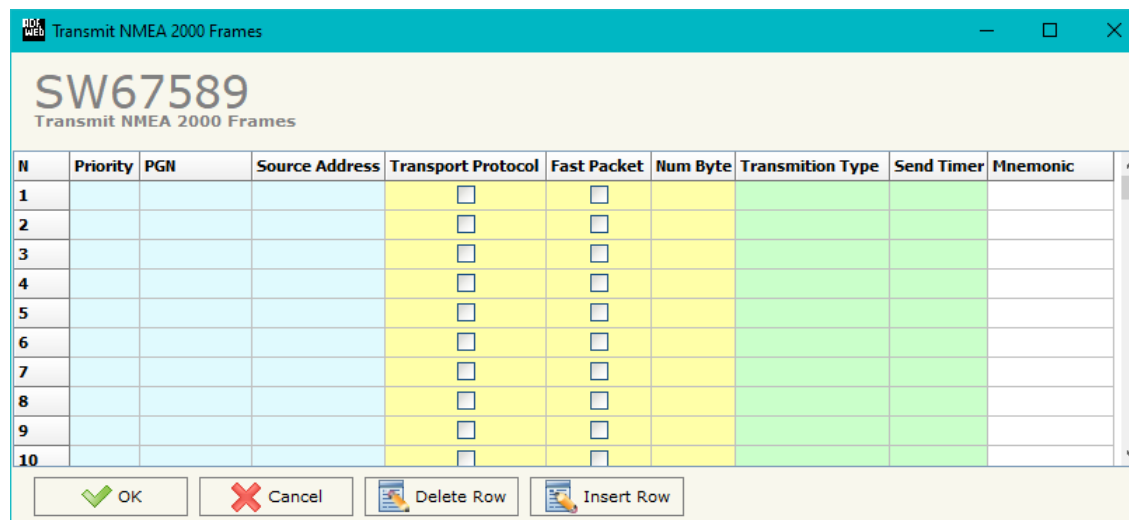 ADF WEB Transmit NMEA 2000 Frames
SW67589
Transmit NMEA 2000 Frames
N Priority PGN Source Address Transport Protocol Fast Packet Num Byte Transmition Type Send Timer Mnemonic
1
2
3
4
5
6
7
8
9
10
OK Cancel Delete Row Insert Row